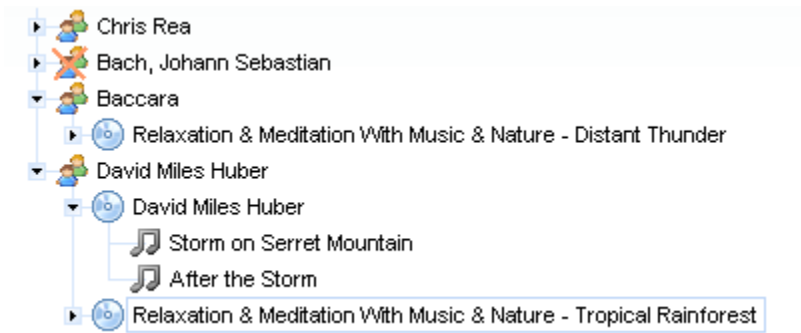 Chris Rea
Bach, Johann Sebastian
Baccara
Relaxation & Meditation With Music & Nature - Distant Thunder
David Miles Huber
David Miles Huber
Storm on Serret Mountain
After the Storm
Relaxation & Meditation With Music & Nature - Tropical Rainforest